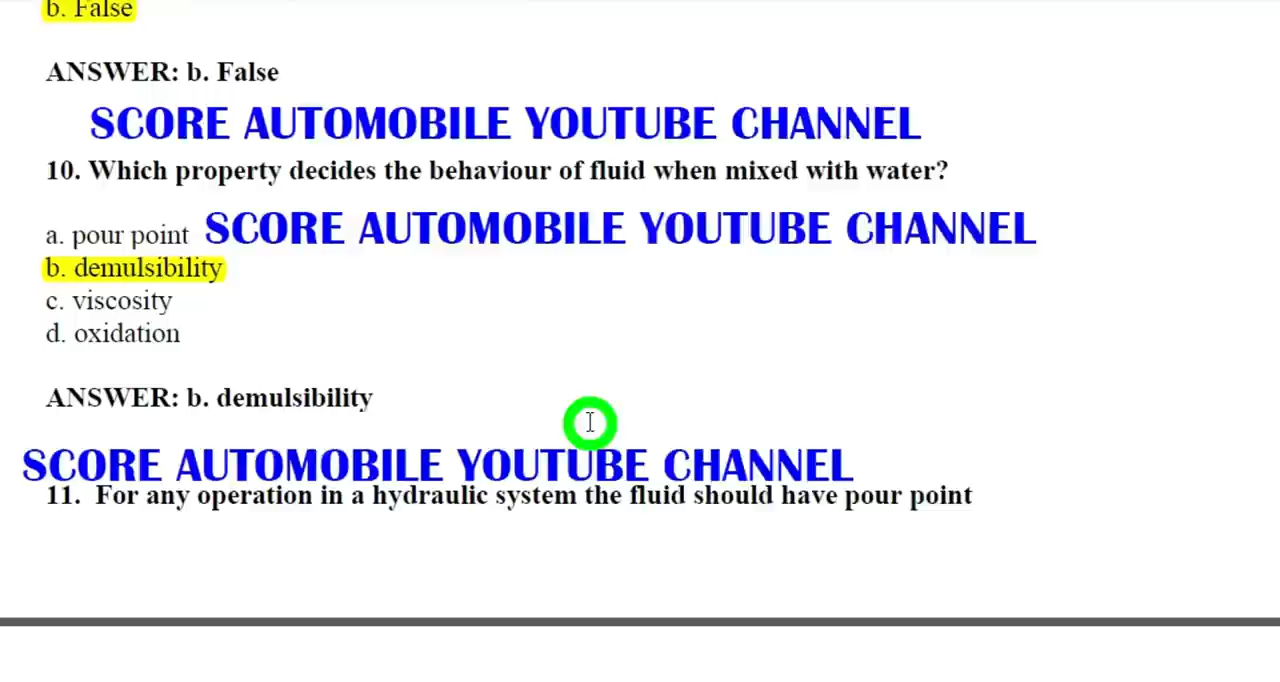 b. False
ANSWER: b. False
SCORE AUTOMOBILE YOUTUBE CHANNEL
10. Which property decides the behaviour of fluid when mixed with water?
a. pour point SCORE AUTOMOBILE YOUTUBE CHANNEL
b. demulsibility
c. viscosity
d. oxidation
ANSWER: b. demulsibility
SCORE AUTOMOBILE YOUTUBE CHANNEL
11. For any operation in a hydraulic system the fluid should have pour point